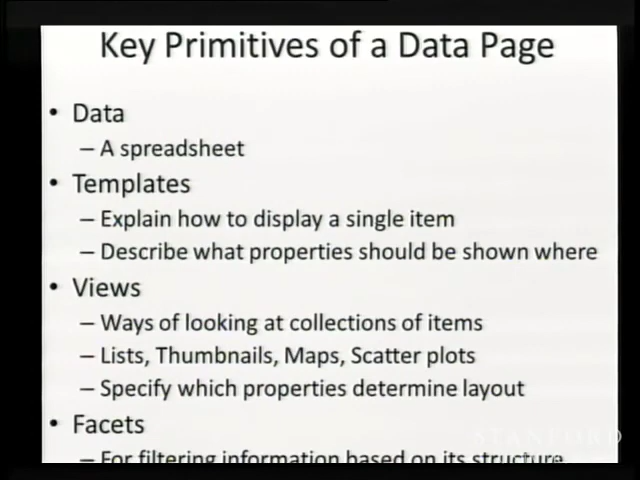 Key Primitives of a Data Page
• Data
– A spreadsheet
• Templates
– Explain how to display a single item
– Describe what properties should be shown where
• Views
– Ways of looking at collections of items
– Lists, Thumbnails, Maps, Scatter plots
– Specify which properties determine layout
• Facets
STANFORD
– For filtering information based on its structure